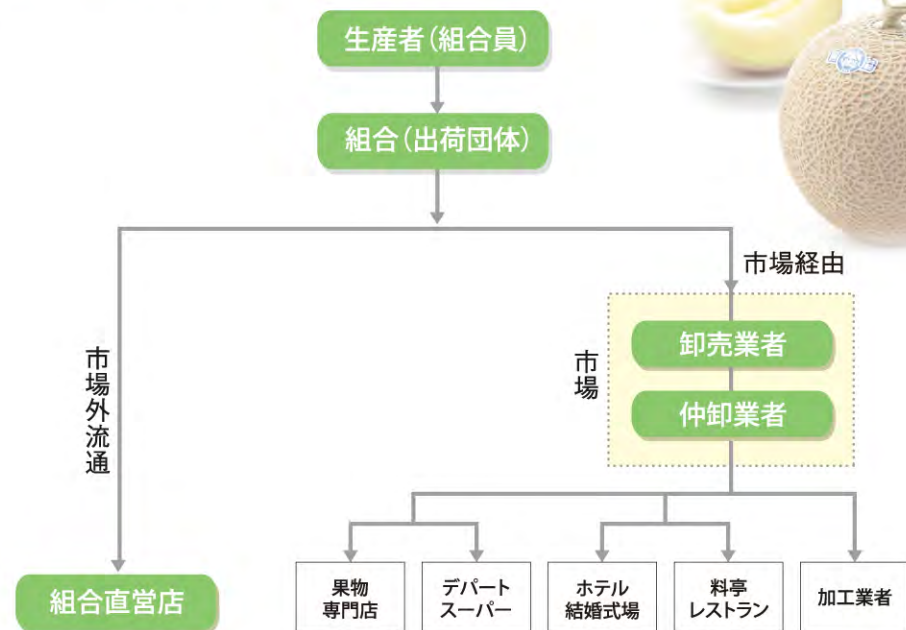 生産者（組合員）
組合（出荷団体）
市場経由
市場
卸売業者
仲卸業者
市場外流通
組合直営店
果物
専門店
デパート
スーパー
ホテル
結婚式場
料亭
レストラン
加工業者